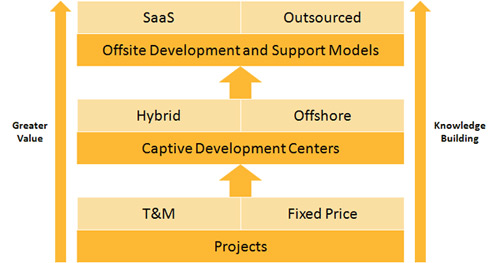 SaaS
Outsourced
Offsite Development and Support Models
Greater
Value
Hybrid
Offshore
Captive Development Centers
Knowledge
Building
T&M
Fixed Price
Projects